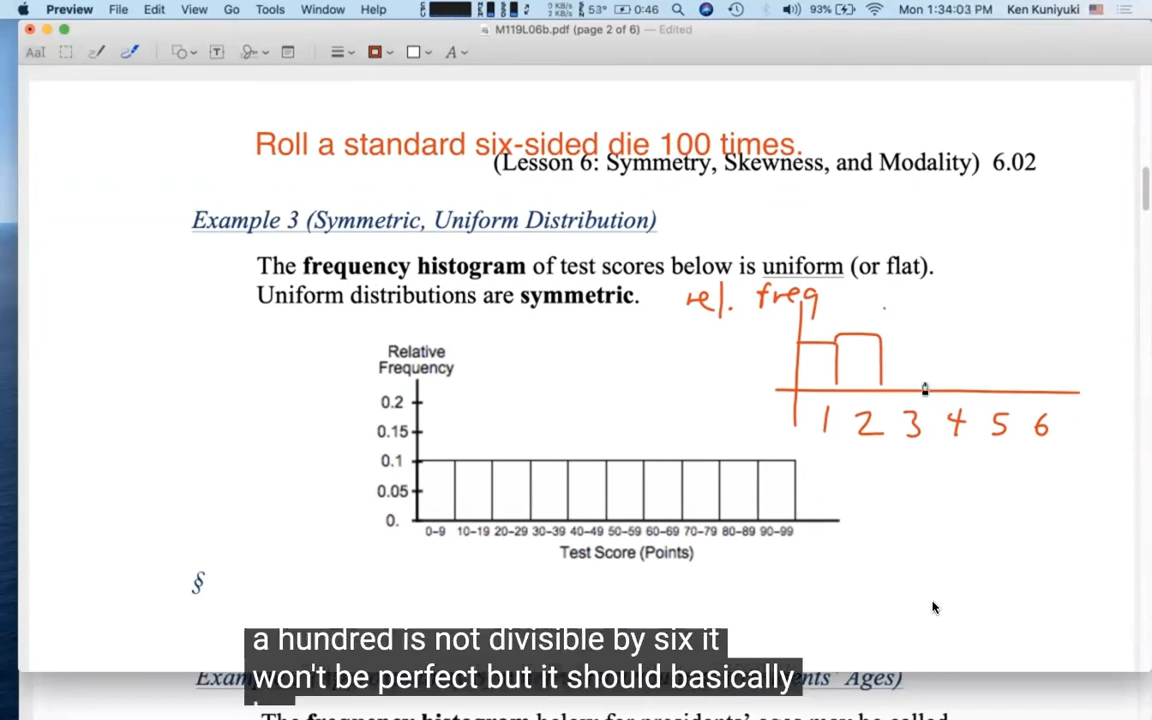 Preview File Edit View Go Tools Window Help 0 KB/s 2 KB/s 53° 0:46 93% Mon 1:34:03 PM Ken Kuniyuki
M119L06b.pdf (page 2 of 6) — Edited
Roll a standard six-sided die 100 times.
(Lesson 6: Symmetry, Skewness, and Modality) 6.02
Example 3 (Symmetric, Uniform Distribution)
The frequency histogram of test scores below is uniform (or flat).
Uniform distributions are symmetric.
rel. freq
1 2 3 4 5 6
Relative
Frequency
0.2
0.15
0.1
0.05
0.
0–9 10–19 20–29 30–39 40–49 50–59 60–69 70–79 80–89 90–99
Test Score (Points)
§
a hundred is not divisible by six it
won't be perfect but it should basically